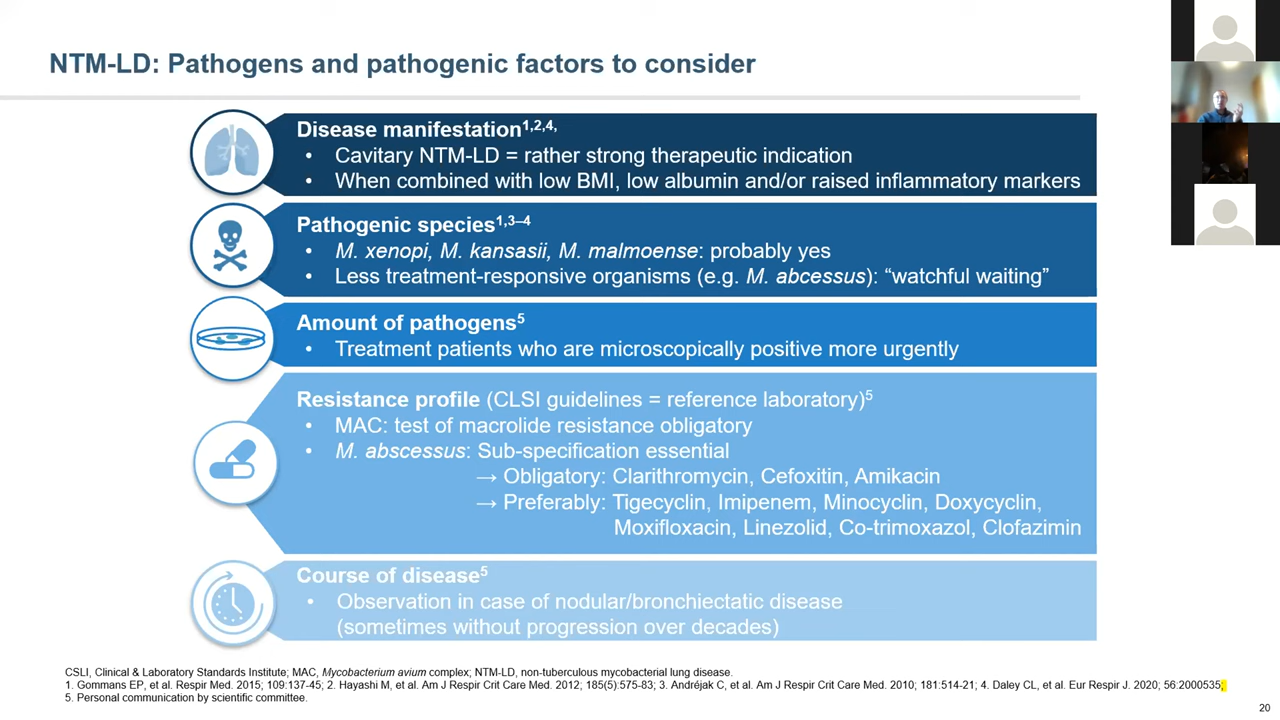 NTM-LD: Pathogens and pathogenic factors to consider
Disease manifestation1,2,4,
• Cavitary NTM-LD = rather strong therapeutic indication
• When combined with low BMI, low albumin and/or raised inflammatory markers
Pathogenic species1,3–4
• M. xenopi, M. kansasii, M. malmoense: probably yes
• Less treatment-responsive organisms (e.g. M. abcessus): “watchful waiting”
Amount of pathogens5
• Treatment patients who are microscopically positive more urgently
Resistance profile (CLSI guidelines = reference laboratory)5
• MAC: test of macrolide resistance obligatory
• M. abscessus: Sub-specification essential
→ Obligatory: Clarithromycin, Cefoxitin, Amikacin
→ Preferably: Tigecyclin, Imipenem, Minocyclin, Doxycyclin,
Moxifloxacin, Linezolid, Co-trimoxazol, Clofazimin
Course of disease5
• Observation in case of nodular/bronchiectatic disease
(sometimes without progression over decades)
CSLI, Clinical & Laboratory Standards Institute; MAC, Mycobacterium avium complex; NTM-LD, non-tuberculous mycobacterial lung disease.
1. Gommans EP, et al. Respir Med. 2015; 109:137-45; 2. Hayashi M, et al. Am J Respir Crit Care Med. 2012; 185(5):575-83; 3. Andréjak C, et al. Am J Respir Crit Care Med. 2010; 181:514-21; 4. Daley CL, et al. Eur Respir J. 2020; 56:2000535;
5. Personal communication by scientific committee.
20